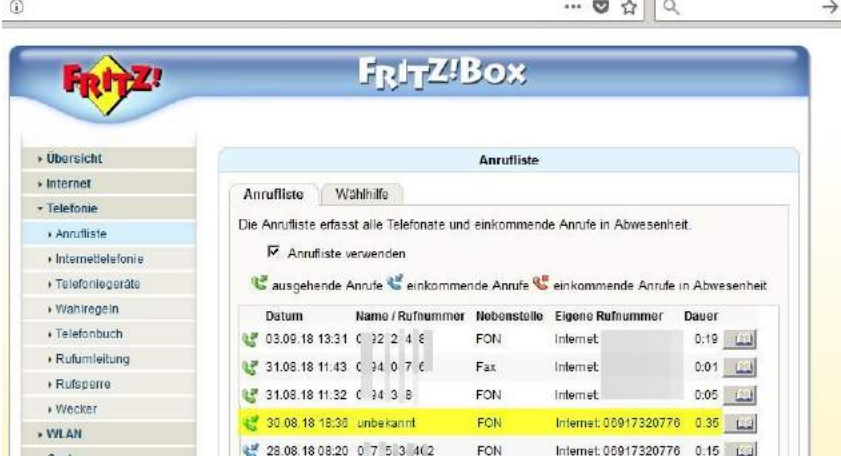 FRITZ!
FRITZ!Box
Übersicht
Internet
Telefonie
Anrufliste
Internettelefonie
Telefoniegeräte
Wahlregeln
Telefonbuch
Rufumleitung
Rufsperre
Wecker
WLAN
Anrufliste
Anrufliste Wählhilfe
Die Anrufliste erfasst alle Telefonate und einkommende Anrufe in Abwesenheit.
Anrufliste verwenden
ausgehende Anrufe einkommende Anrufe einkommende Anrufe in Abwesenheit
Datum Name / Rufnummer Nebenstelle Eigene Rufnummer Dauer
03.09.18 13:31 FON Internet: 0:19
31.08.18 11:43 Fax Internet: 0:01
31.08.18 11:32 FON Internet: 0:05
30.08.18 18:36 unbekannt FON Internet: 06917320776 0:35
28.08.18 08:20 FON Internet: 06917320776 0:15